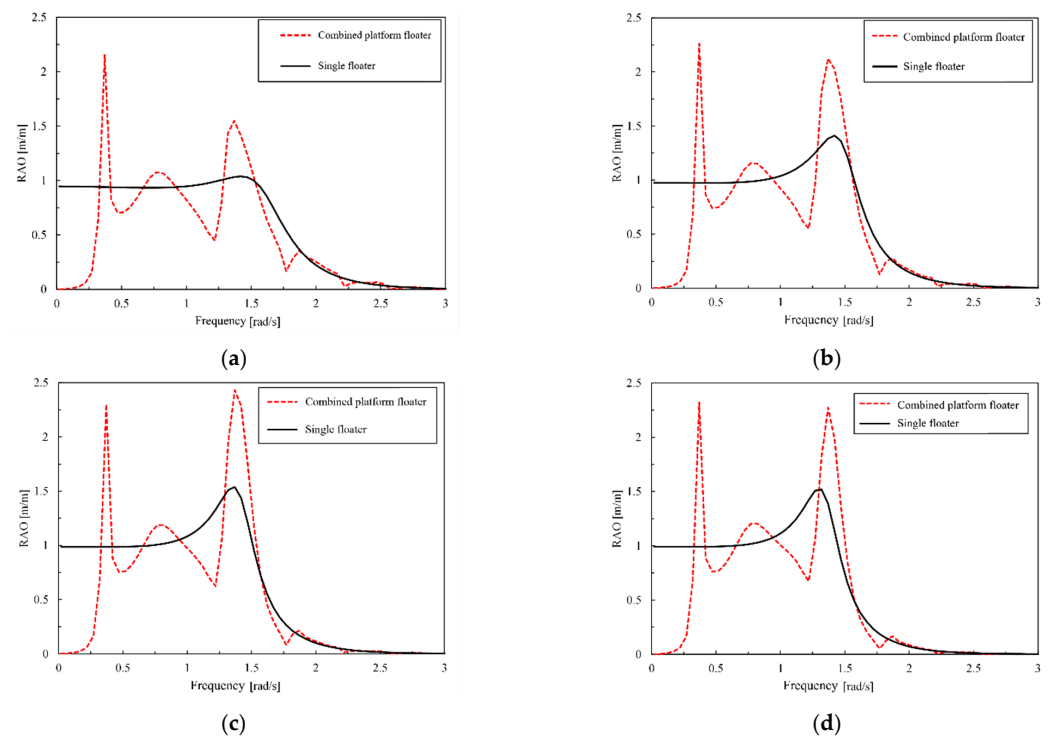 2.5
2
1.5
1
0.5
0
RAO [m/m]
Combined platform floater
Single floater
0 0.5 1 1.5 2 2.5 3
Frequency [rad/s]
(a)
2.5
2
1.5
1
0.5
0
RAO [m/m]
Combined platform floater
Single floater
0 0.5 1 1.5 2 2.5 3
Frequency [rad/s]
(b)
2.5
2
1.5
1
0.5
0
RAO [m/m]
Combined platform floater
Single floater
0 0.5 1 1.5 2 2.5 3
Frequency [rad/s]
(c)
2.5
2
1.5
1
0.5
0
RAO [m/m]
Combined platform floater
Single floater
0 0.5 1 1.5 2 2.5 3
Frequency [rad/s]
(d)